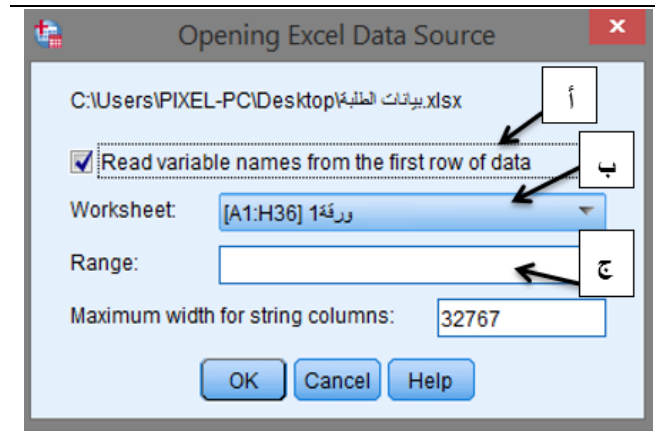 Opening Excel Data Source
x
C:\Users\PIXEL-PC\Desktop\بيانات الطلبة.xlsx
أ
Read variable names from the first row of data
ب
Worksheet: [A1:H36] ورقة1
Range:
ج
Maximum width for string columns: 32767
OK Cancel Help